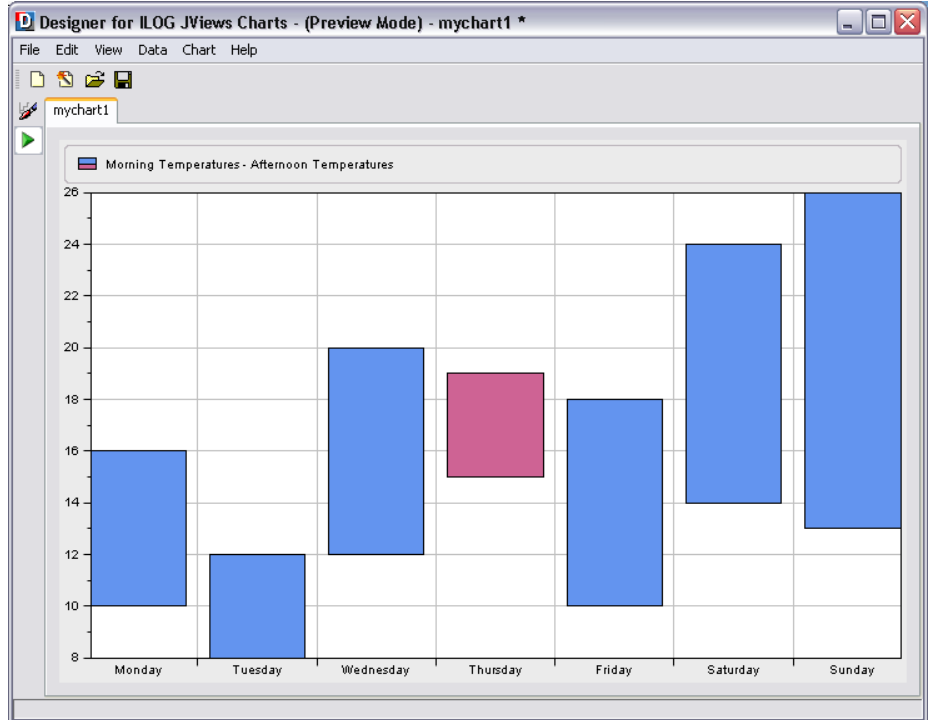 Designer for ILOG JViews Charts - (Preview Mode) - mychart1 *
File Edit View Data Chart Help
mychart1
Morning Temperatures - Afternoon Temperatures
26
24
22
20
18
16
14
12
10
8
Monday Tuesday Wednesday Thursday Friday Saturday Sunday